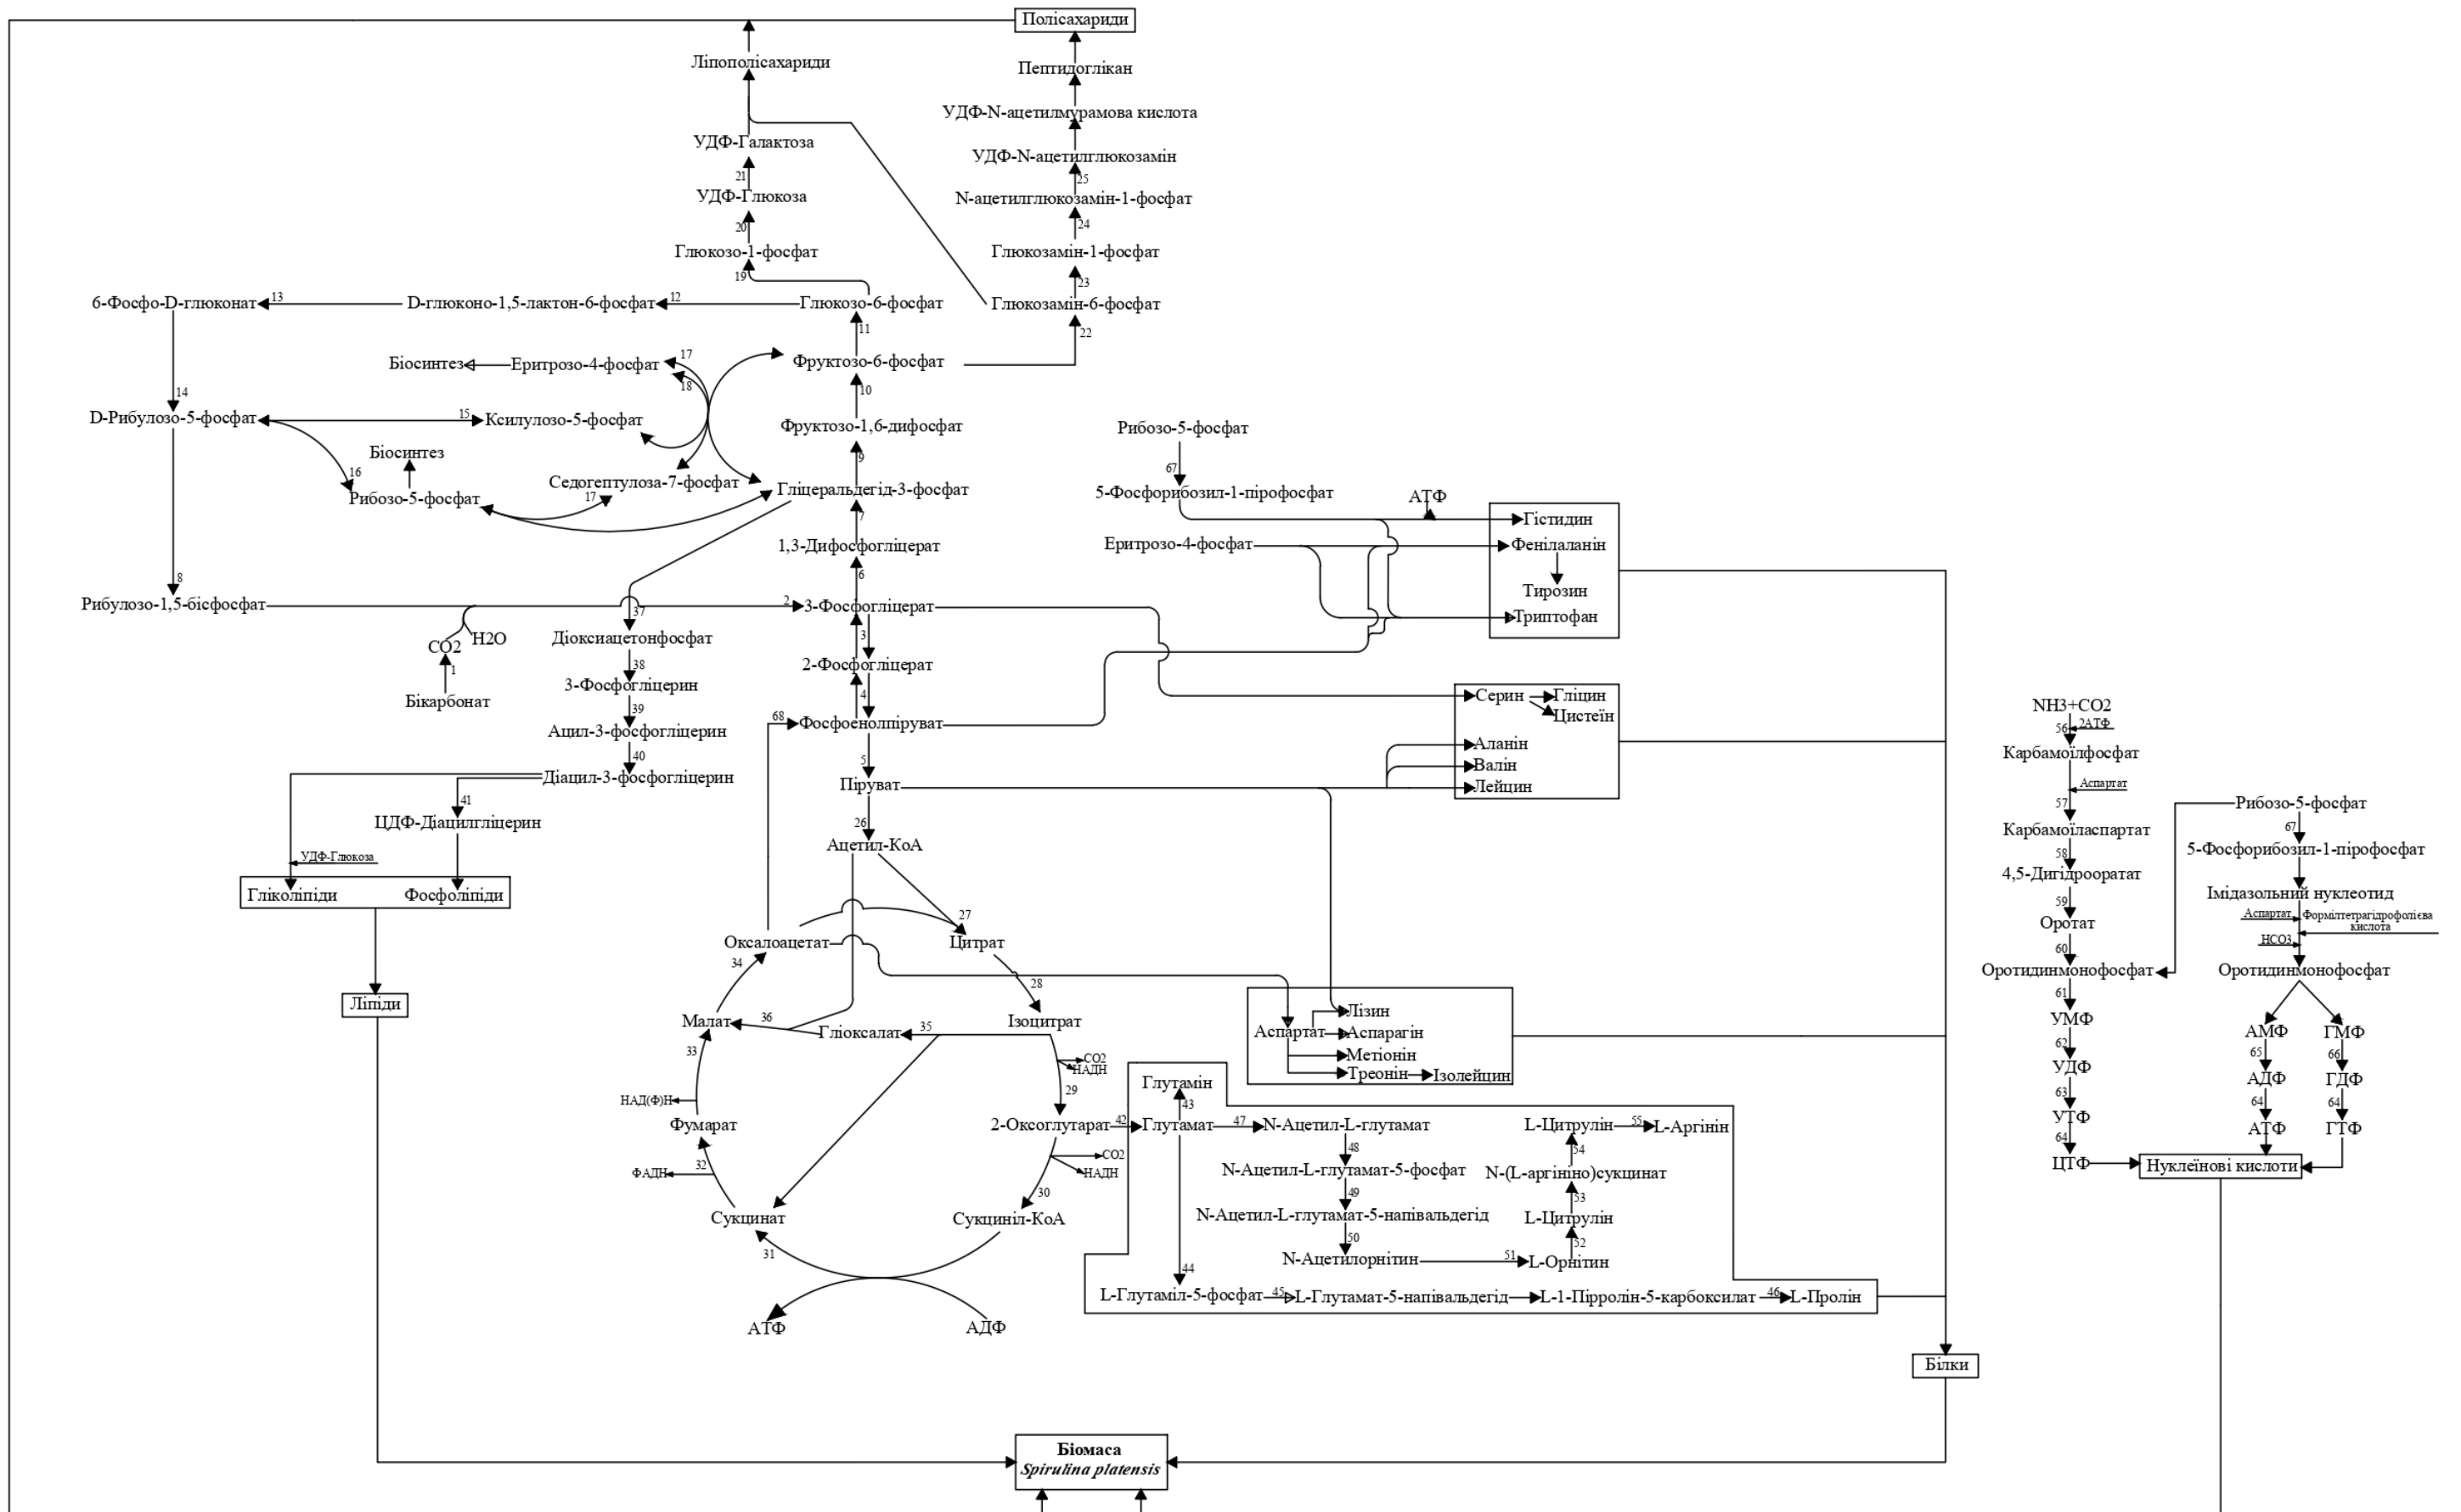 Полісахариди
Ліпополісахариди
Пептидоглікан
УДФ-N-ацетилмурамова кислота
УДФ-Галактоза
УДФ-N-ацетилглюкозамін
21
25
УДФ-Глюкоза
N-ацетилглюкозамін-1-фосфат
20
24
Глюкозо-1-фосфат
Глюкозамін-1-фосфат
19
23
6-Фосфо-D-глюконат
13
D-глюконо-1,5-лактон-6-фосфат
12
Глюкозо-6-фосфат
Глюкозамін-6-фосфат
11
22
Біосинтез
Еритрозо-4-фосфат
17
18
Фруктозо-6-фосфат
14
10
D-Рибулозо-5-фосфат
15
Ксилулозо-5-фосфат
Фруктозо-1,6-дифосфат
Рибозо-5-фосфат
Біосинтез
9
67
16
Рибозо-5-фосфат
17
Седогептулоза-7-фосфат
Гліцеральдегід-3-фосфат
5-Фосфорибозил-1-пірофосфат
АТФ
7
Гістидин
1,3-Дифосфогліцерат
Еритрозо-4-фосфат
Фенілаланін
8
6
Тирозин
Рибулозо-1,5-бісфосфат
2
3-Фосфогліцерат
37
Триптофан
CO2
H2O
Діоксиацетонфосфат
3
1
38
2-Фосфогліцерат
Бікарбонат
3-Фосфогліцерин
4
Серин
Гліцин
39
Цистеїн
NH3+CO2
Ацил-3-фосфогліцерин
68
Фосфоенолпіруват
56
2АТФ
40
Аланін
Карбамоїлфосфат
Діацил-3-фосфогліцерин
5
Валін
Піруват
Лейцин
Аспартат
41
57
Рибозо-5-фосфат
ЦДФ-Діацилгліцерин
26
Карбамоїласпартат
67
Ацетил-КоА
58
5-Фосфорибозил-1-пірофосфат
УДФ-Глюкоза
4,5-Дигідрооратат
Гліколіпіди
Фосфоліпіди
59
Імідазольний нуклеотид
27
Оротат
Аспартат
Формілтетрагідрофолієва
кислота
Оксалоацетат
Цитрат
60
HCO3
34
Оротидинмонофосфат
Оротидинмонофосфат
28
61
Ліпіди
Лізин
Малат
36
Гліоксалат
35
Ізоцитрат
УМФ
АМФ
ГМФ
Аспартат
Аспарагін
33
62
65
66
CO2
НАДН
Метіонін
УДФ
Треонін
Ізолейцин
АДФ
ГДФ
Глутамін
НАД(Ф)Н
29
43
63
64
64
Фумарат
2-Оксоглутарат
42
Глутамат
47
N-Ацетил-L-глутамат
L-Цитрулін
55
L-Аргінін
УТФ
АТФ
ГТФ
48
54
64
CO2
32
ФАДН
НАДН
N-Ацетил-L-глутамат-5-фосфат
N-(L-аргініно)сукцинат
ЦТФ
Нуклеїнові кислоти
30
49
53
Сукцинат
Сукциніл-КоА
N-Ацетил-L-глутамат-5-напівальдегід
L-Цитрулін
31
50
52
N-Ацетилорнітин
51
L-Орнітин
44
L-Глутаміл-5-фосфат
45
L-Глутамат-5-напівальдегід
L-1-Пірролін-5-карбоксилат
46
L-Пролін
АТФ
АДФ
Білки
Біомаса
Spirulina platensis